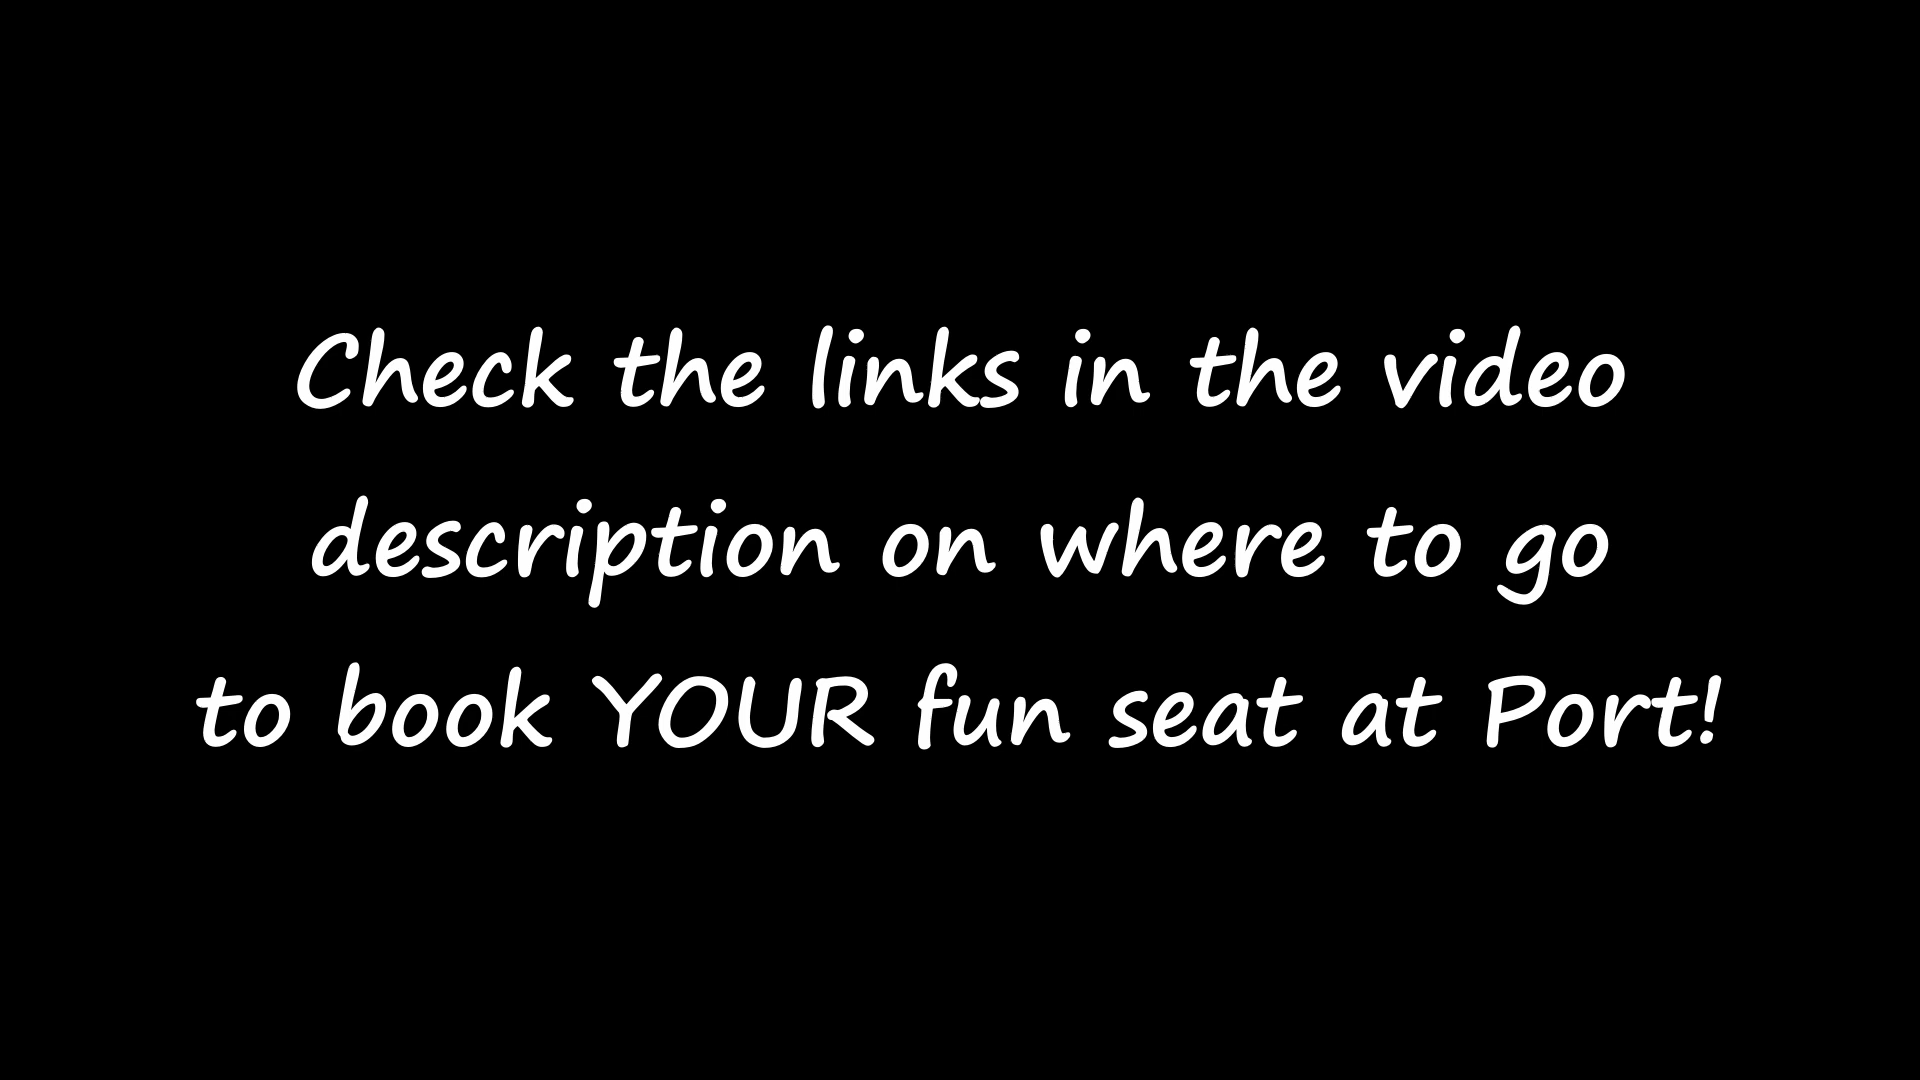 Check the links in the video
description on where to go
to book YOUR fun seat at Port!